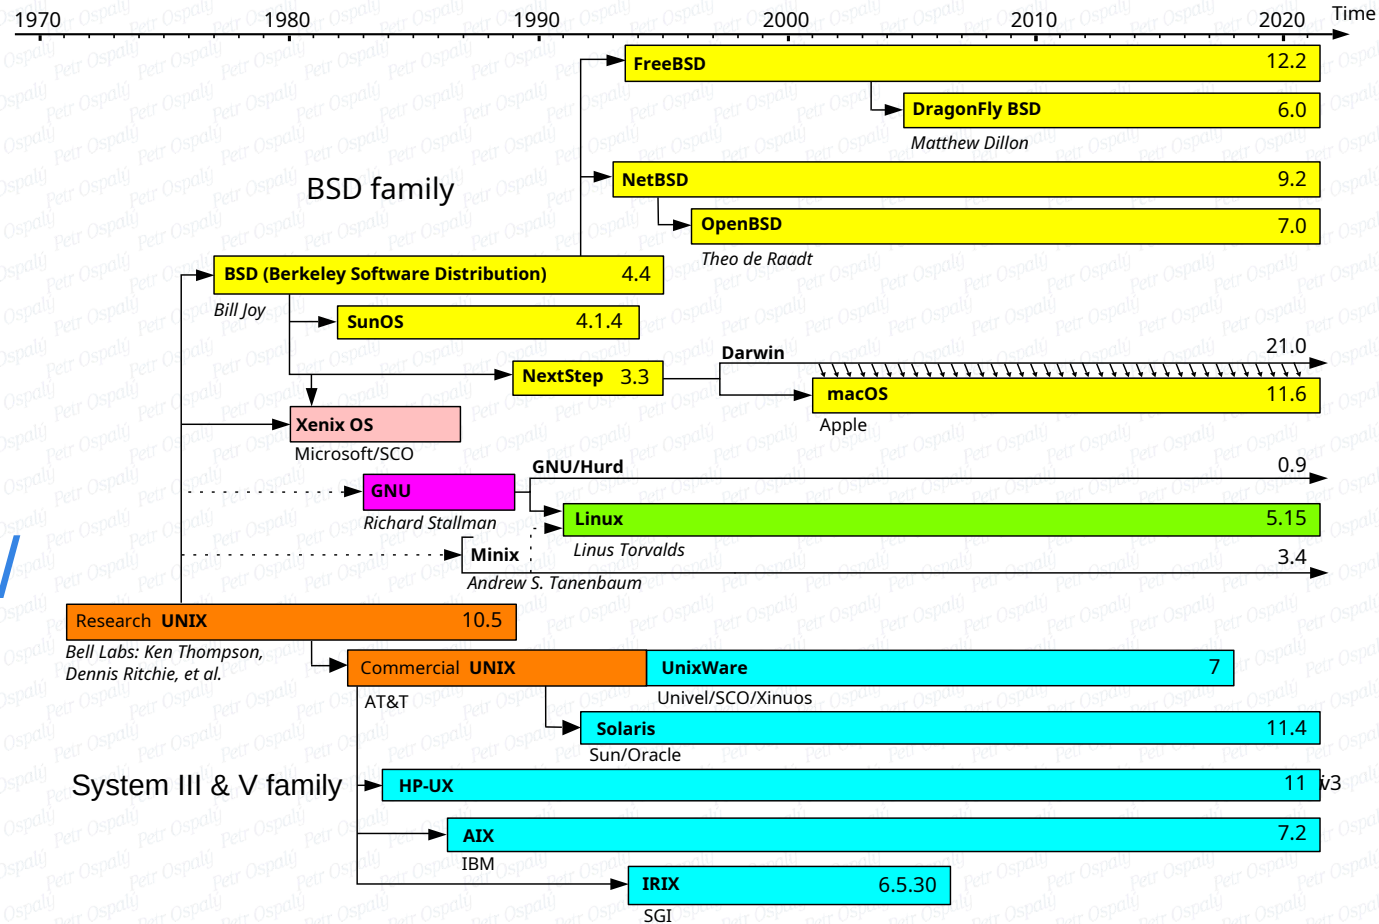 1970 1980 1990 2000 2010 2020 Time
FreeBSD 12.2
DragonFly BSD 6.0
Matthew Dillon
BSD family
NetBSD 9.2
OpenBSD 7.0
Theo de Raadt
BSD (Berkeley Software Distribution) 4.4
Bill Joy
SunOS 4.1.4
Darwin 21.0
NextStep 3.3
macOS 11.6
Apple
Xenix OS
Microsoft/SCO
GNU/Hurd 0.9
GNU
Richard Stallman
Linux 5.15
Linus Torvalds
Minix 3.4
Andrew S. Tanenbaum
Research UNIX 10.5
Bell Labs: Ken Thompson,
Dennis Ritchie, et al.
Commercial UNIX
AT&T
UnixWare 7
Univel/SCO/Xinuos
Solaris 11.4
Sun/Oracle
System III & V family
HP-UX 11 iv3
AIX 7.2
IBM
IRIX 6.5.30
SGI
Petr Ospalý